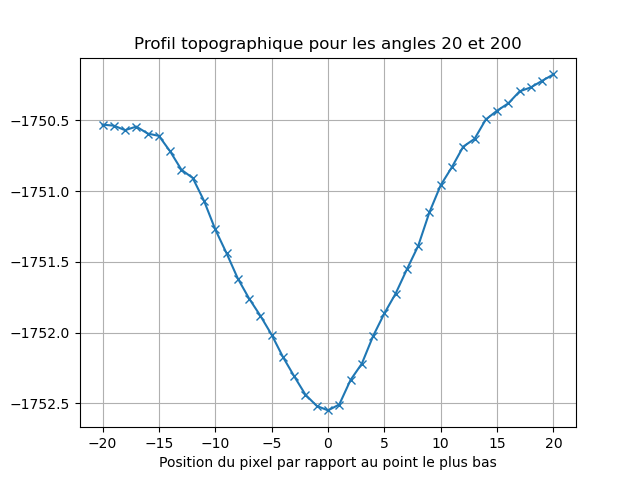 Profil topographique pour les angles 20 et 200
−1750.5
−1751.0
−1751.5
−1752.0
−1752.5
−20 −15 −10 −5 0 5 10 15 20
Position du pixel par rapport au point le plus bas